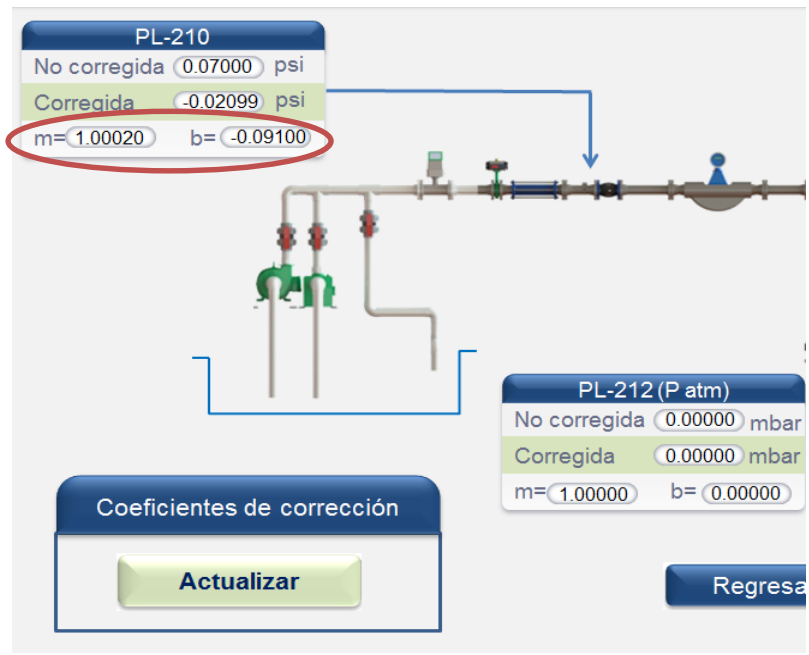 PL-210
No corregida 0.07000 psi
Corregida -0.02099 psi
m= 1.00020 b= -0.09100
PL-212 (P atm)
No corregida 0.00000 mbar
Corregida 0.00000 mbar
m= 1.00000 b= 0.00000
Coeficientes de corrección
Actualizar
Regresa